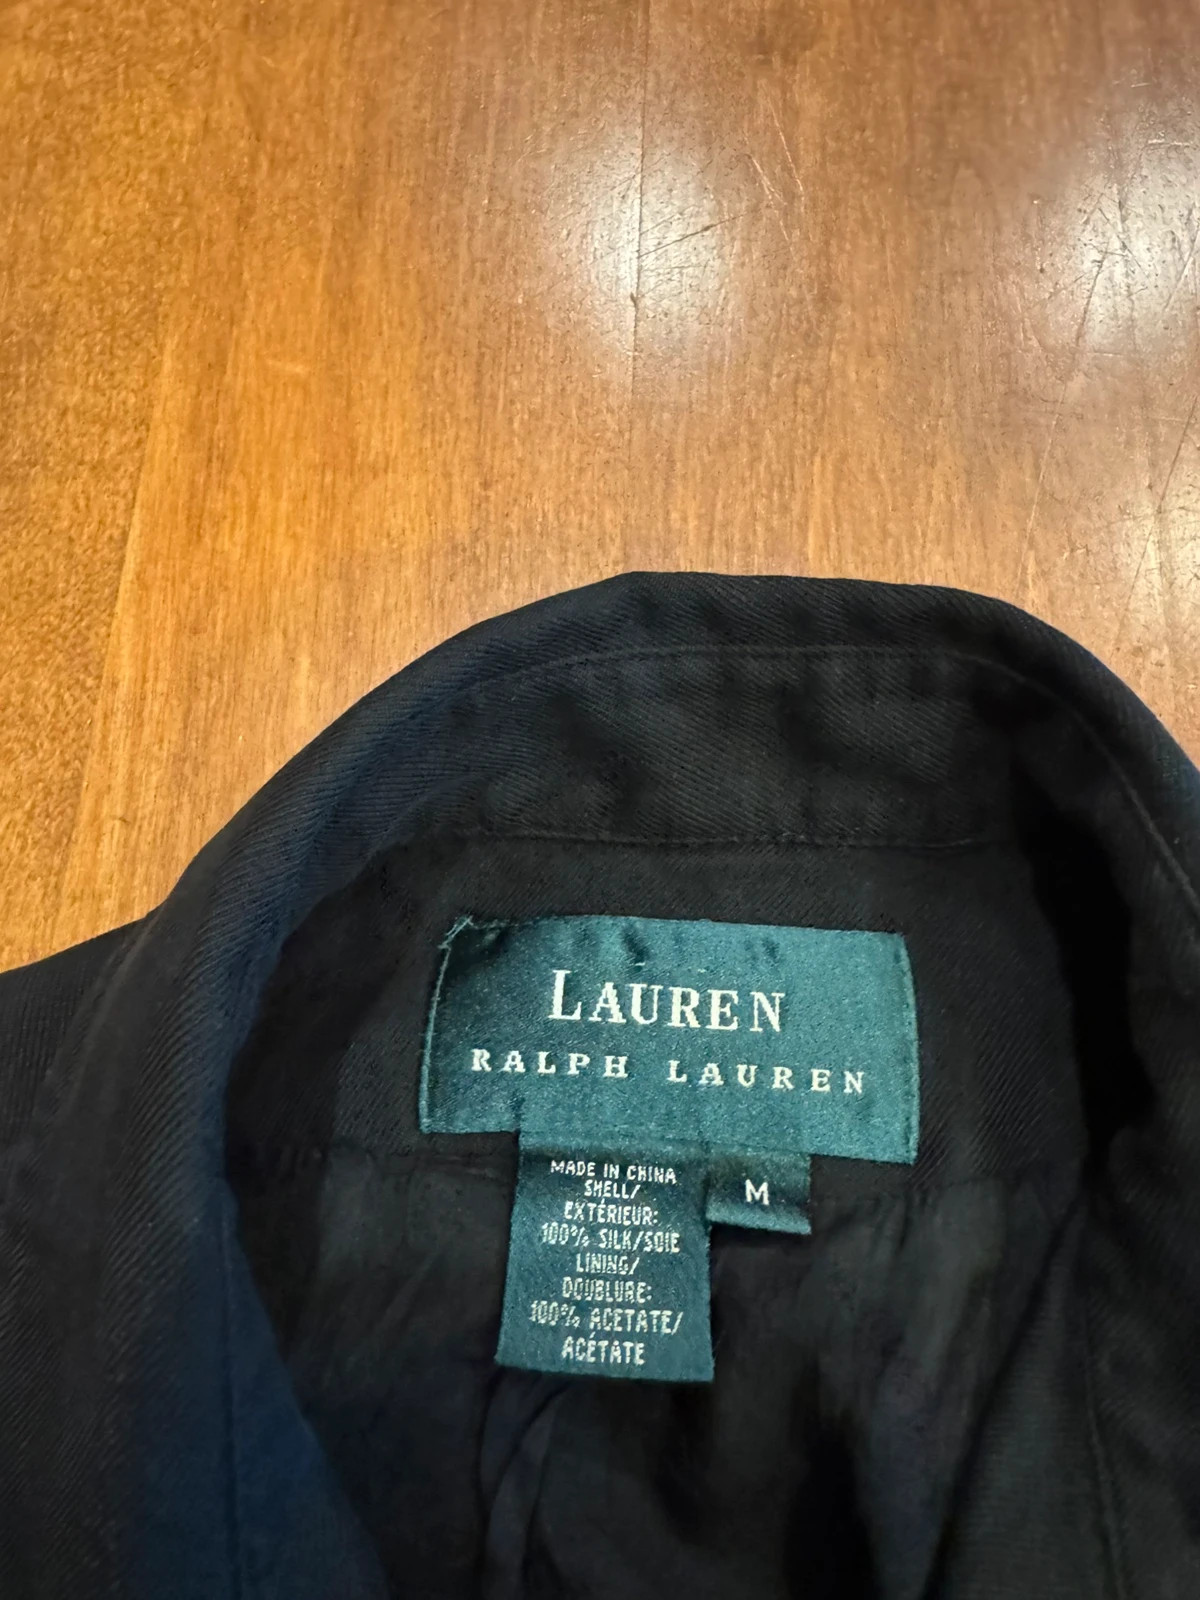 LAUREN
RALPH LAUREN
MADE IN CHINA
SHELL/
EXTÉRIEUR:
100% SILK/SOIE
LINING/
DOUBLURE:
100% ACETATE/
ACÉTATE
M